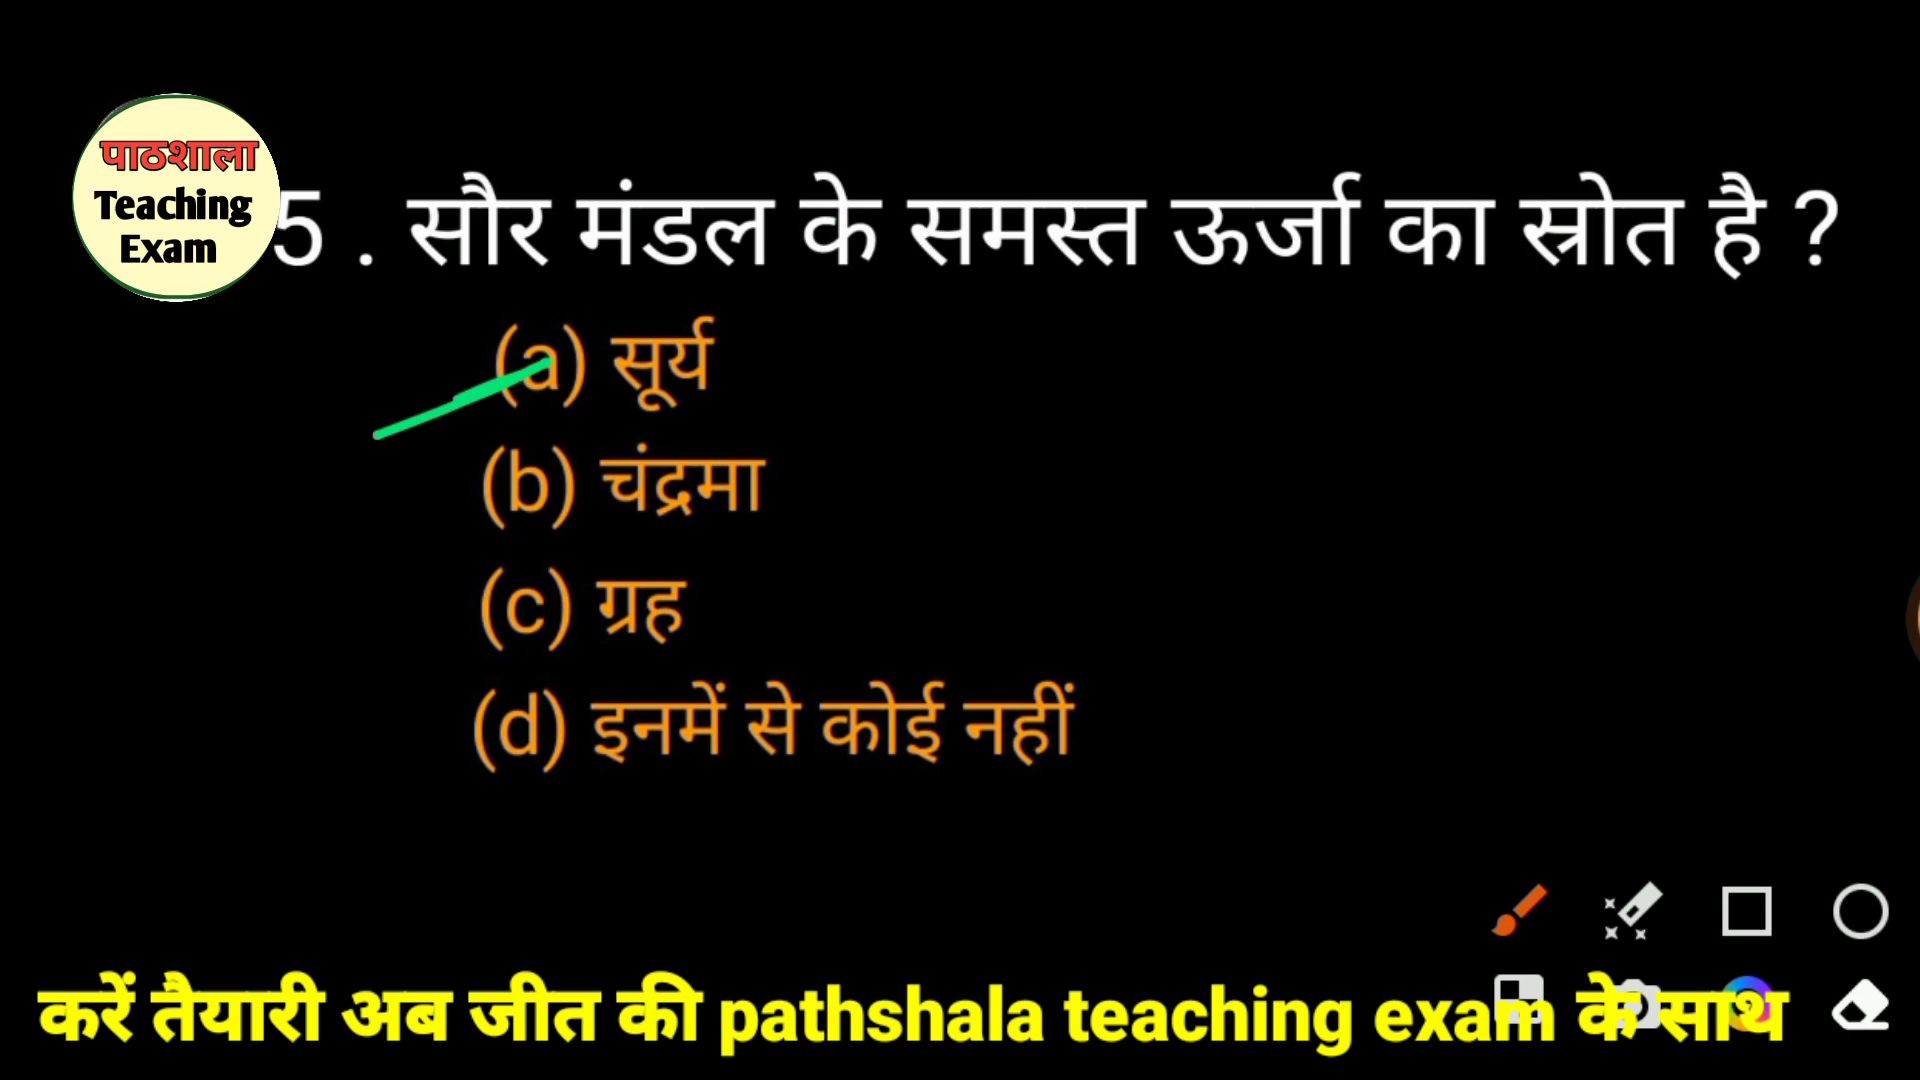 पाठशाला
Teaching
Exam
5 . सौर मंडल के समस्त ऊर्जा का स्रोत है ?
(a) सूर्य
(b) चंद्रमा
(c) ग्रह
(d) इनमें से कोई नहीं
करें तैयारी अब जीत की pathshala teaching exam के साथ